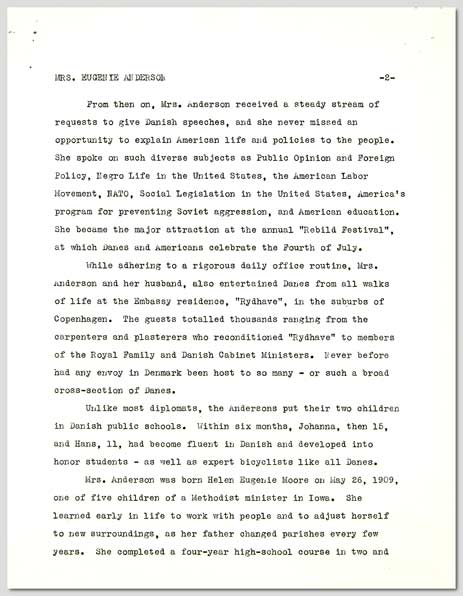 MRS. EUGENIE ANDERSON -2-
From then on, Mrs. Anderson received a steady stream of
requests to give Danish speeches, and she never missed an
opportunity to explain American life and policies to the people.
She spoke on such diverse subjects as Public Opinion and Foreign
Policy, Negro Life in the United States, the American Labor
Movement, NATO, Social Legislation in the United States, America's
program for preventing Soviet aggression, and American education.
She became the major attraction at the annual "Rebild Festival",
at which Danes and Americans celebrate the Fourth of July.
While adhering to a rigorous daily office routine, Mrs.
Anderson and her husband, also entertained Danes from all walks
of life at the Embassy residence, "Rydhave", in the suburbs of
Copenhagen. The guests totalled thousands ranging from the
carpenters and plasterers who reconditioned "Rydhave" to members
of the Royal Family and Danish Cabinet Ministers. Never before
had any envoy in Denmark been host to so many - or such a broad
cross-section of Danes.
Unlike most diplomats, the Andersons put their two children
in Danish public schools. Within six months, Johanna, then 15,
and Hans, 11, had become fluent in Danish and developed into
honor students - as well as expert bicyclists like all Danes.
Mrs. Anderson was born Helen Eugenie Moore on May 26, 1909,
one of five children of a Methodist minister in Iowa. She
learned early in life to work with people and to adjust herself
to new surroundings, as her father changed parishes every few
years. She completed a four-year high-school course in two and